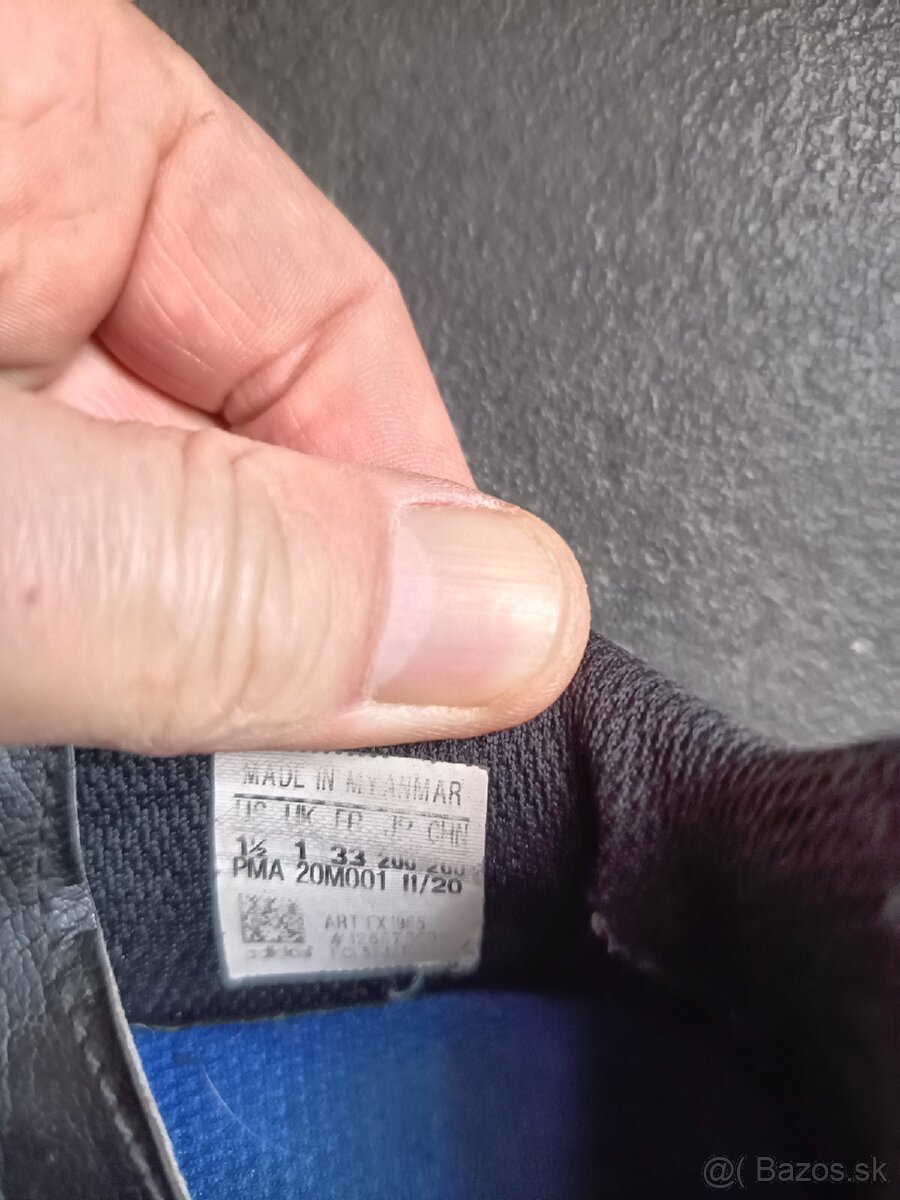 MADE IN MYANMAR
US UK FR JP CHN
1½ 1 33 200 200
PMA 20M001 11/20
ART FX1965
adidas
@( Bazos.sk